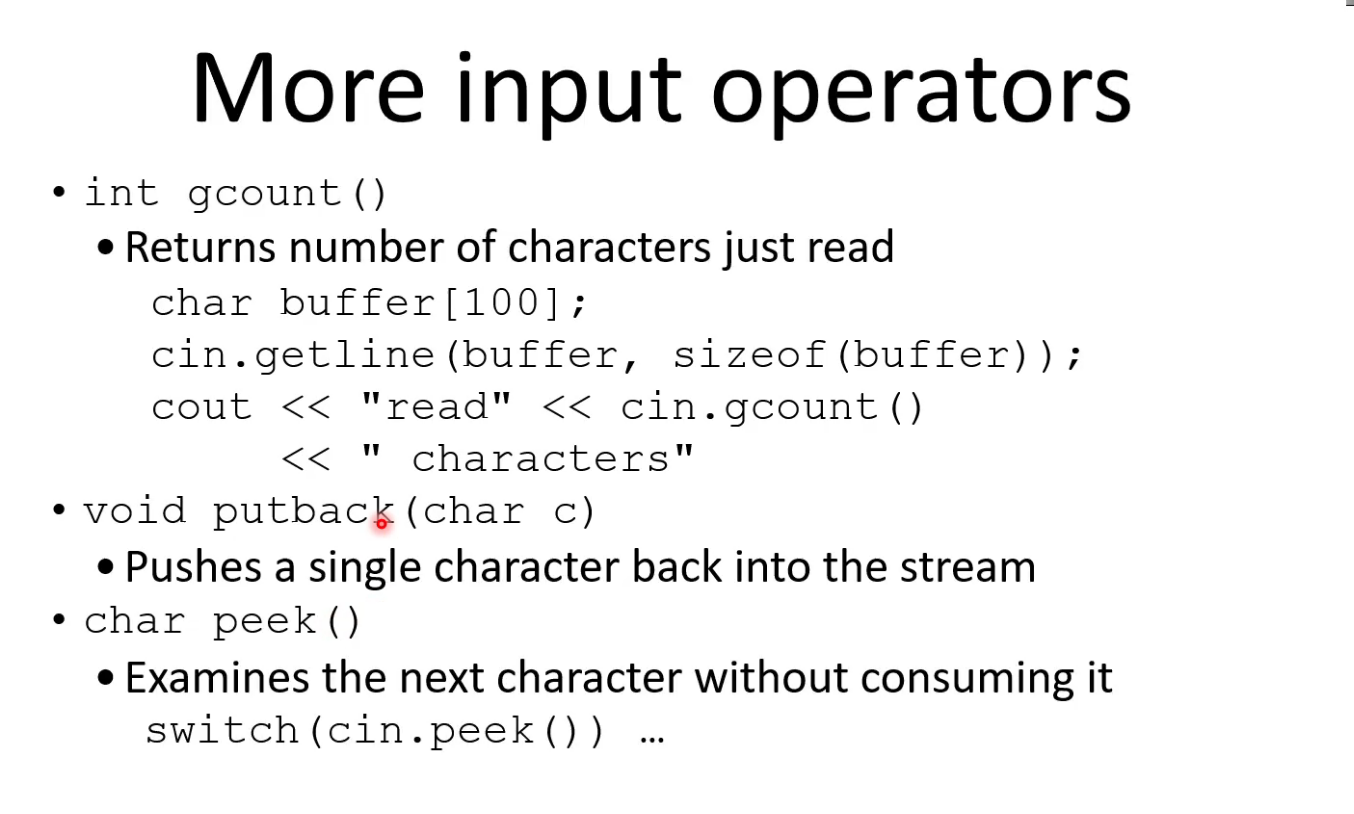 More input operators
• int gcount()
• Returns number of characters just read
char buffer[100];
cin.getline(buffer, sizeof(buffer));
cout << "read" << cin.gcount()
<< " characters"
• void putback(char c)
• Pushes a single character back into the stream
• char peek()
• Examines the next character without consuming it
switch(cin.peek()) …